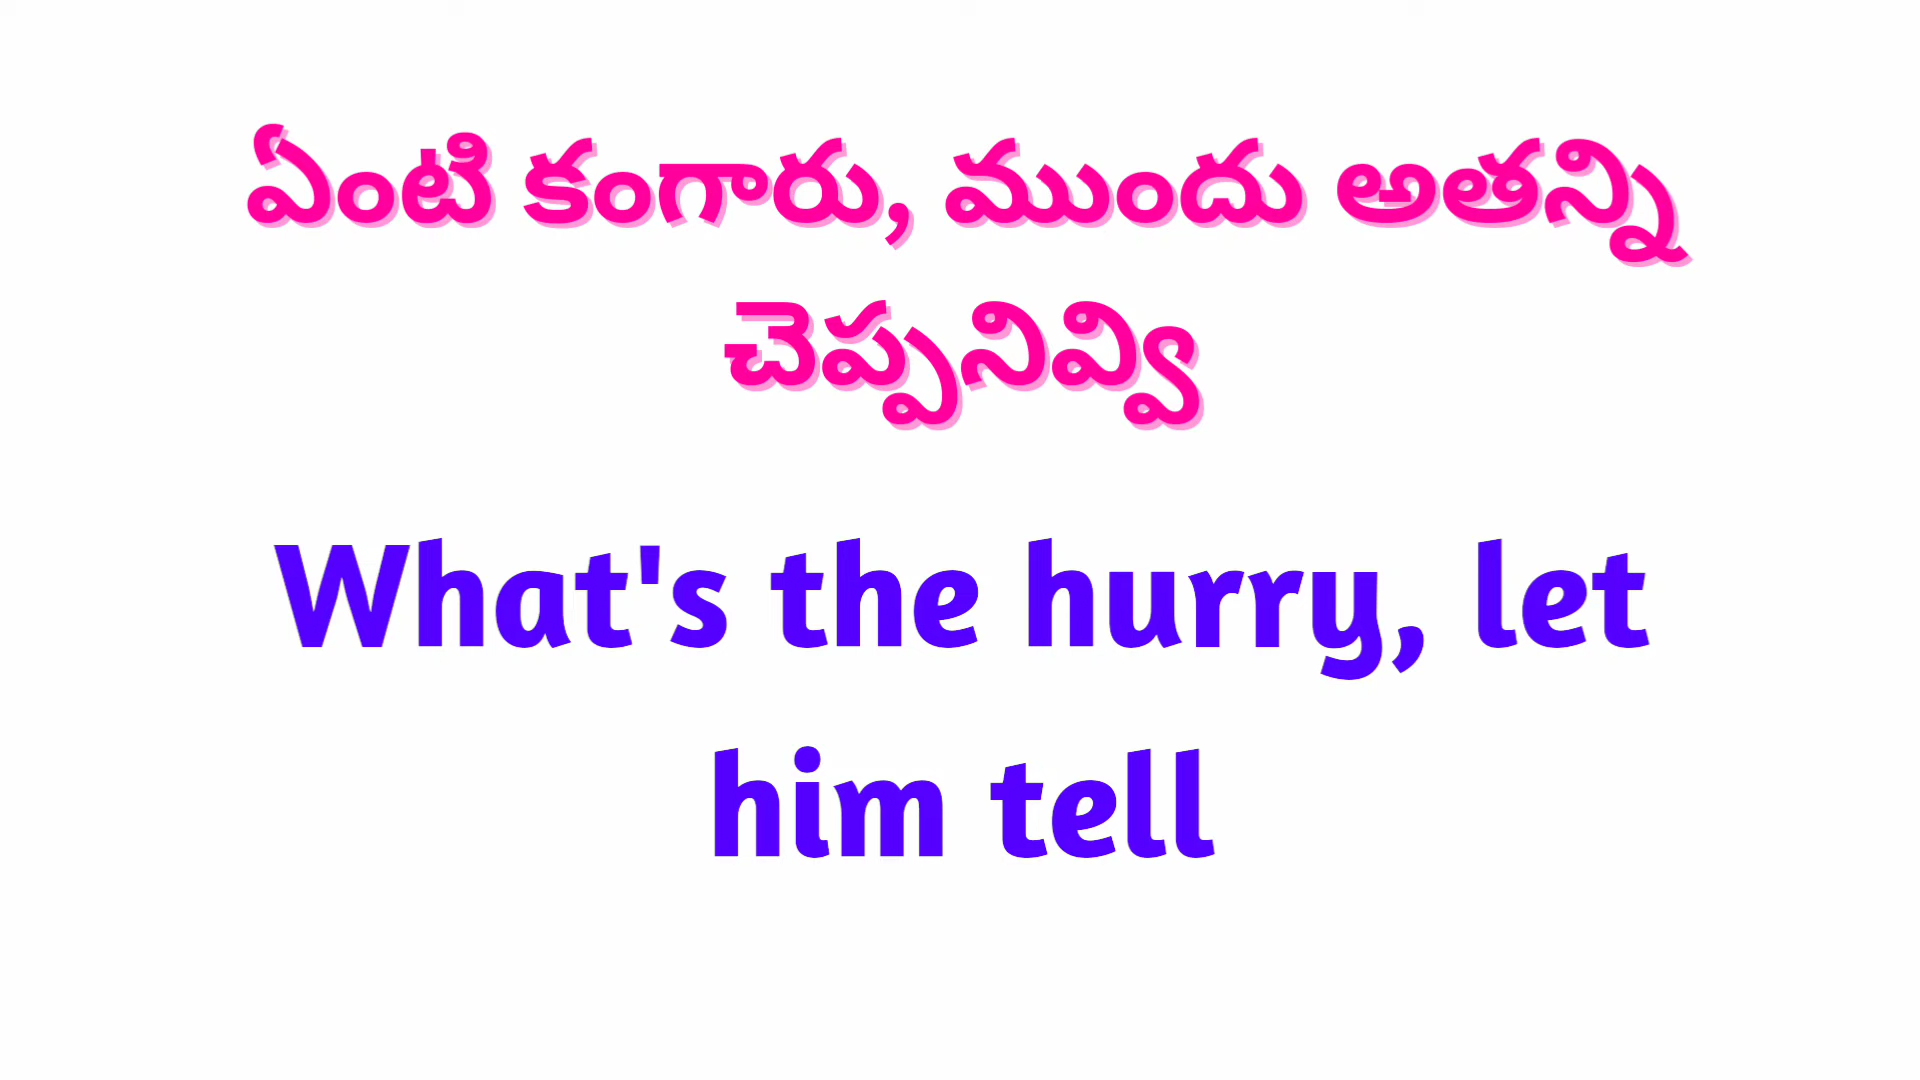 ఏంటి కంగారు, ముందు అతన్ని
చెప్పనివ్వి
What's the hurry, let
him tell